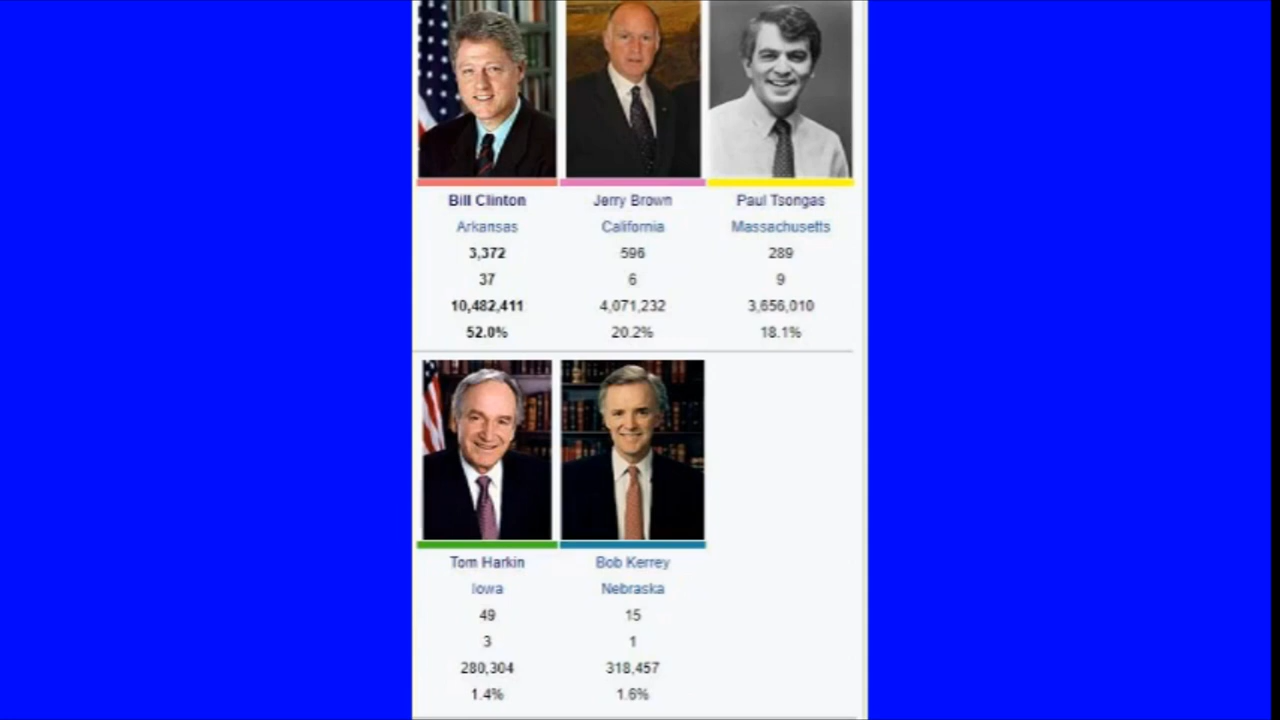 Bill Clinton Jerry Brown Paul Tsongas
Arkansas California Massachusetts
3,372 596 289
37 6 9
10,482,411 4,071,232 3,656,010
52.0% 20.2% 18.1%
Tom Harkin Bob Kerrey
Iowa Nebraska
49 15
3 1
280,304 318,457
1.4% 1.6%